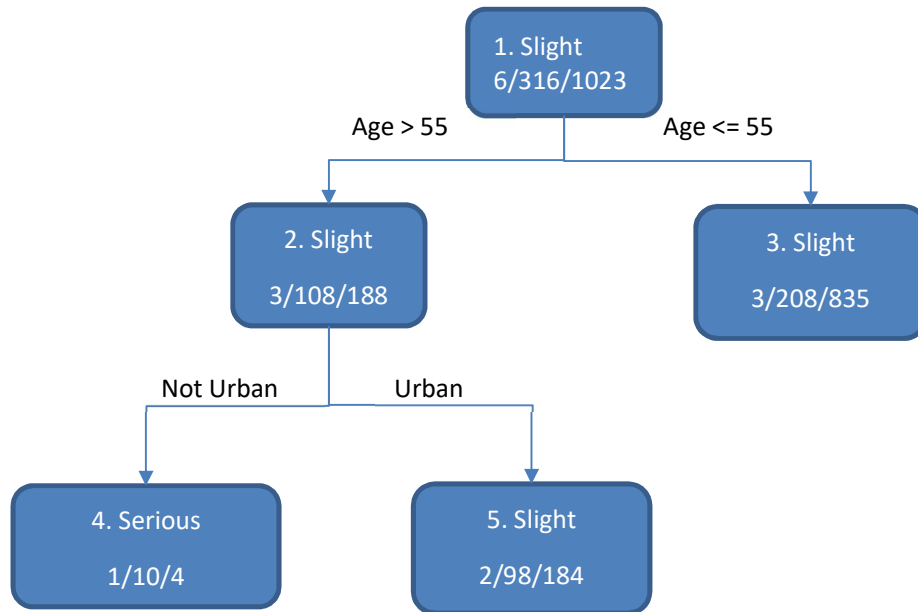 1. Slight
6/316/1023
Age > 55
Age <= 55
2. Slight
3/108/188
3. Slight
3/208/835
Not Urban
Urban
4. Serious
1/10/4
5. Slight
2/98/184